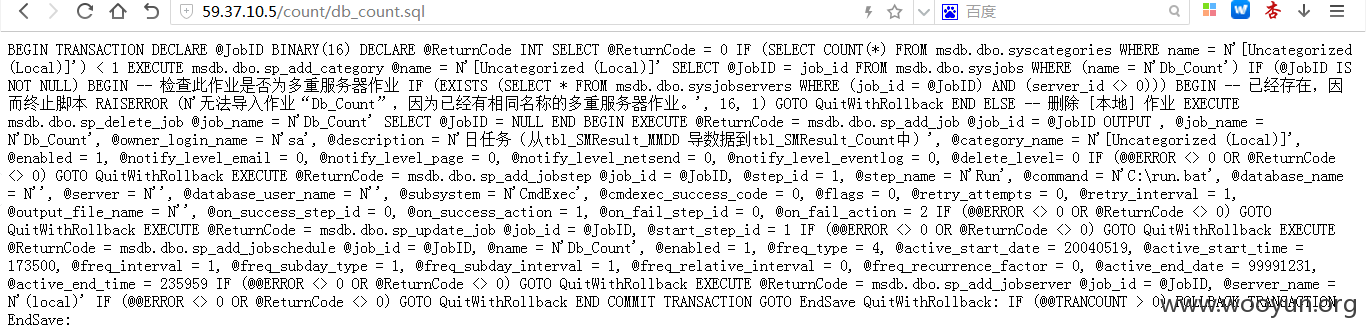 59.37.10.5/count/db_count.sql
百度
BEGIN TRANSACTION DECLARE @JobID BINARY(16) DECLARE @ReturnCode INT SELECT @ReturnCode = 0 IF (SELECT COUNT(*) FROM msdb.dbo.syscategories WHERE name = N'[Uncategorized
(Local)]') < 1 EXECUTE msdb.dbo.sp_add_category @name = N'[Uncategorized (Local)]' SELECT @JobID = job_id FROM msdb.dbo.sysjobs WHERE (name = N'Db_Count') IF (@JobID IS
NOT NULL) BEGIN -- 检查此作业是否为多重服务器作业 IF (EXISTS (SELECT * FROM msdb.dbo.sysjobservers WHERE (job_id = @JobID) AND (server_id <> 0))) BEGIN -- 已经存在，因
而终止脚本 RAISERROR (N'无法导入作业“Db_Count”，因为已经有相同名称的多重服务器作业。', 16, 1) GOTO QuitWithRollback END ELSE -- 删除 [本地] 作业 EXECUTE
msdb.dbo.sp_delete_job @job_name = N'Db_Count' SELECT @JobID = NULL END BEGIN EXECUTE @ReturnCode = msdb.dbo.sp_add_job @job_id = @JobID OUTPUT , @job_name =
N'Db_Count', @owner_login_name = N'sa', @description = N'日任务（从tbl_SMResult_MMDD 导数据到tbl_SMResult_Count中）', @category_name = N'[Uncategorized (Local)]',
@enabled = 1, @notify_level_email = 0, @notify_level_page = 0, @notify_level_netsend = 0, @notify_level_eventlog = 0, @delete_level= 0 IF (@@ERROR <> 0 OR @ReturnCode
<> 0) GOTO QuitWithRollback EXECUTE @ReturnCode = msdb.dbo.sp_add_jobstep @job_id = @JobID, @step_id = 1, @step_name = N'Run', @command = N'C:\run.bat', @database_name
= N'', @server = N'', @database_user_name = N'', @subsystem = N'CmdExec', @cmdexec_success_code = 0, @flags = 0, @retry_attempts = 0, @retry_interval = 1,
@output_file_name = N'', @on_success_step_id = 0, @on_success_action = 1, @on_fail_step_id = 0, @on_fail_action = 2 IF (@@ERROR <> 0 OR @ReturnCode <> 0) GOTO
QuitWithRollback EXECUTE @ReturnCode = msdb.dbo.sp_update_job @job_id = @JobID, @start_step_id = 1 IF (@@ERROR <> 0 OR @ReturnCode <> 0) GOTO QuitWithRollback EXECUTE
@ReturnCode = msdb.dbo.sp_add_jobschedule @job_id = @JobID, @name = N'Db_Count', @enabled = 1, @freq_type = 4, @active_start_date = 20040519, @active_start_time =
173500, @freq_interval = 1, @freq_subday_type = 1, @freq_subday_interval = 1, @freq_relative_interval = 0, @freq_recurrence_factor = 0, @active_end_date = 99991231,
@active_end_time = 235959 IF (@@ERROR <> 0 OR @ReturnCode <> 0) GOTO QuitWithRollback EXECUTE @ReturnCode = msdb.dbo.sp_add_jobserver @job_id = @JobID, @server_name =
N'(local)' IF (@@ERROR <> 0 OR @ReturnCode <> 0) GOTO QuitWithRollback END COMMIT TRANSACTION GOTO EndSave QuitWithRollback: IF (@@TRANCOUNT > 0) ROLLBACK TRANSACTION
EndSave:
www.wooyun.org